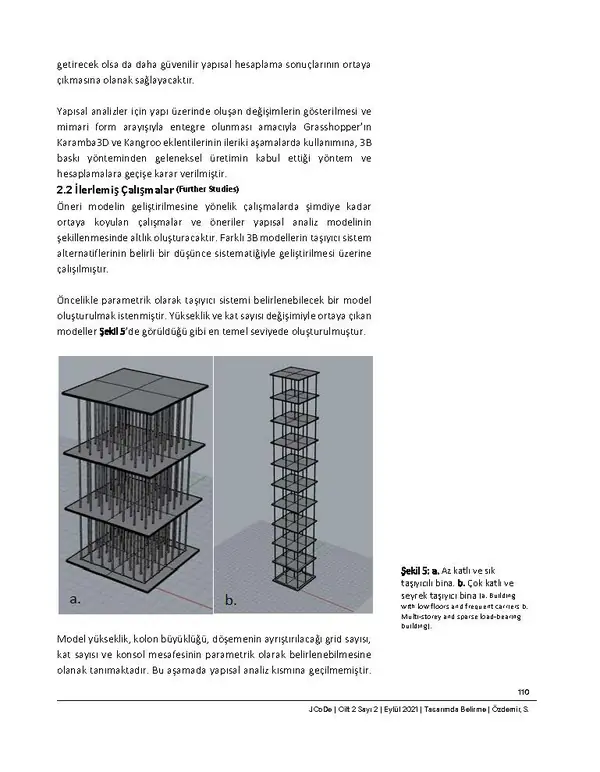 getirecek olsa da daha güvenilir yapısal hesaplama sonuçlarının ortaya
çıkmasına olanak sağlayacaktır.
Yapısal analizler için yapı üzerinde oluşan değişimlerin gösterilmesi ve
mimari form arayışıyla entegre olunması amacıyla Grasshopper'ın
Karamba3D ve Kangroo eklentilerinin ileriki aşamalarda kullanımına, 3B
baskı yönteminden geleneksel üretimin kabul ettiği yöntem ve
hesaplamalara geçişe karar verilmiştir.
2.2 İlerlemiş Çalışmalar (Further Studies)
Öneri modelin geliştirilmesine yönelik çalışmalarda şimdiye kadar
ortaya koyulan çalışmalar ve öneriler yapısal analiz modelinin
şekillenmesinde altlık oluşturacaktır. Farklı 3B modellerin taşıyıcı sistem
alternatiflerinin belirli bir düşünce sistematiğiyle geliştirilmesi üzerine
çalışılmıştır.
Öncelikle parametrik olarak taşıyıcı sistemi belirlenebilecek bir model
oluşturulmak istenmiştir. Yükseklik ve kat sayısı değişimiyle ortaya çıkan
modeller Şekil 5'de görüldüğü gibi en temel seviyede oluşturulmuştur.
a.
b.
Şekil 5: a. Az katlı ve sık
taşıyıcılı bina. b. Çok katlı ve
seyrek taşıyıcı bina (a. Building
with low floors and frequent carriers b.
Multi-storey and sparse load-bearing
building).
Model yükseklik, kolon büyüklüğü, döşemenin ayrıştırılacağı grid sayısı,
kat sayısı ve konsol mesafesinin parametrik olarak belirlenebilmesine
olanak tanımaktadır. Bu aşamada yapısal analiz kısmına geçilmemiştir.
110
JCoDe | Cilt 2 Sayı 2 | Eylül 2021 | Tasarımda Belirme | Özdemir, S.